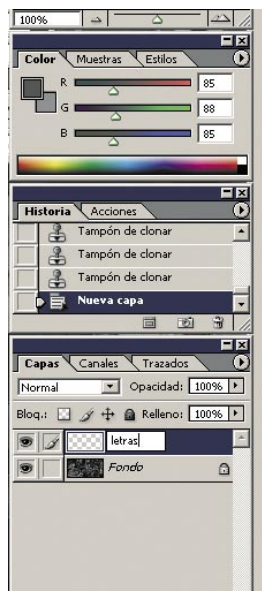 100%
Color Muestras Estilos
R 85
G 88
B 85
Historia Acciones
Tampón de clonar
Tampón de clonar
Tampón de clonar
Nueva capa
Capas Canales Trazados
Normal Opacidad: 100%
Bloq.: Relleno: 100%
letras
Fondo